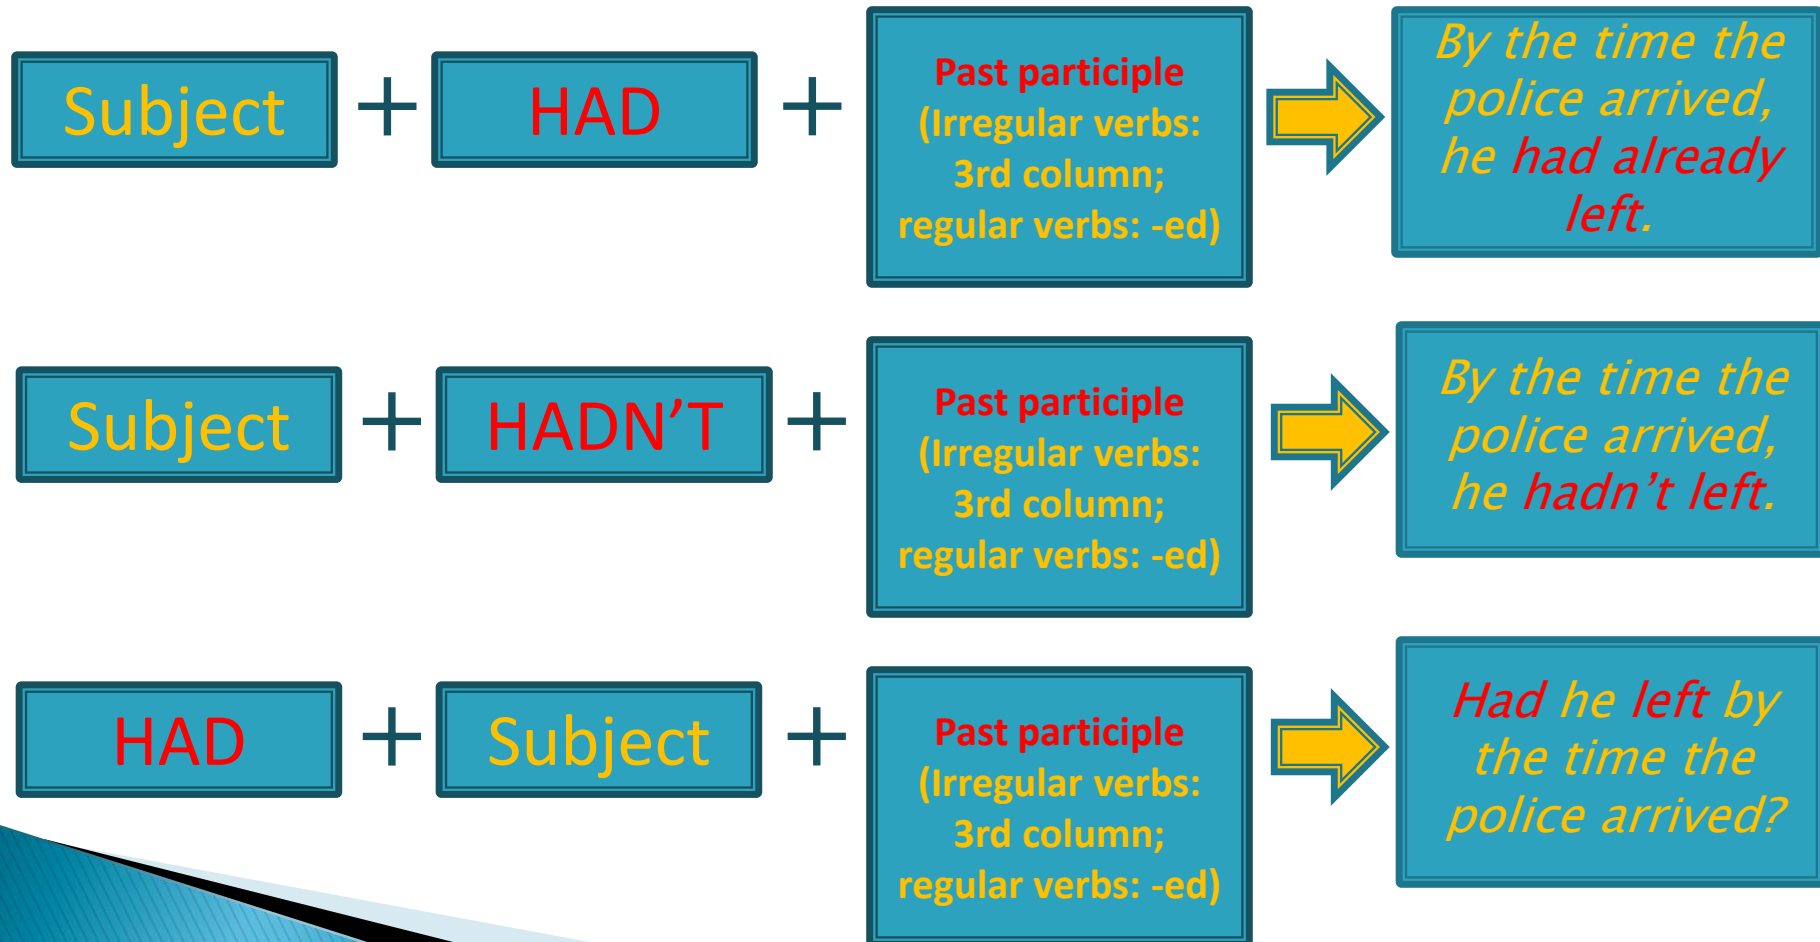 Subject + HAD + Past participle
(Irregular verbs:
3rd column;
regular verbs: -ed)
By the time the
police arrived,
he had already
left.
Subject + HADN'T + Past participle
(Irregular verbs:
3rd column;
regular verbs: -ed)
By the time the
police arrived,
he hadn't left.
HAD + Subject + Past participle
(Irregular verbs:
3rd column;
regular verbs: -ed)
Had he left by
the time the
police arrived?